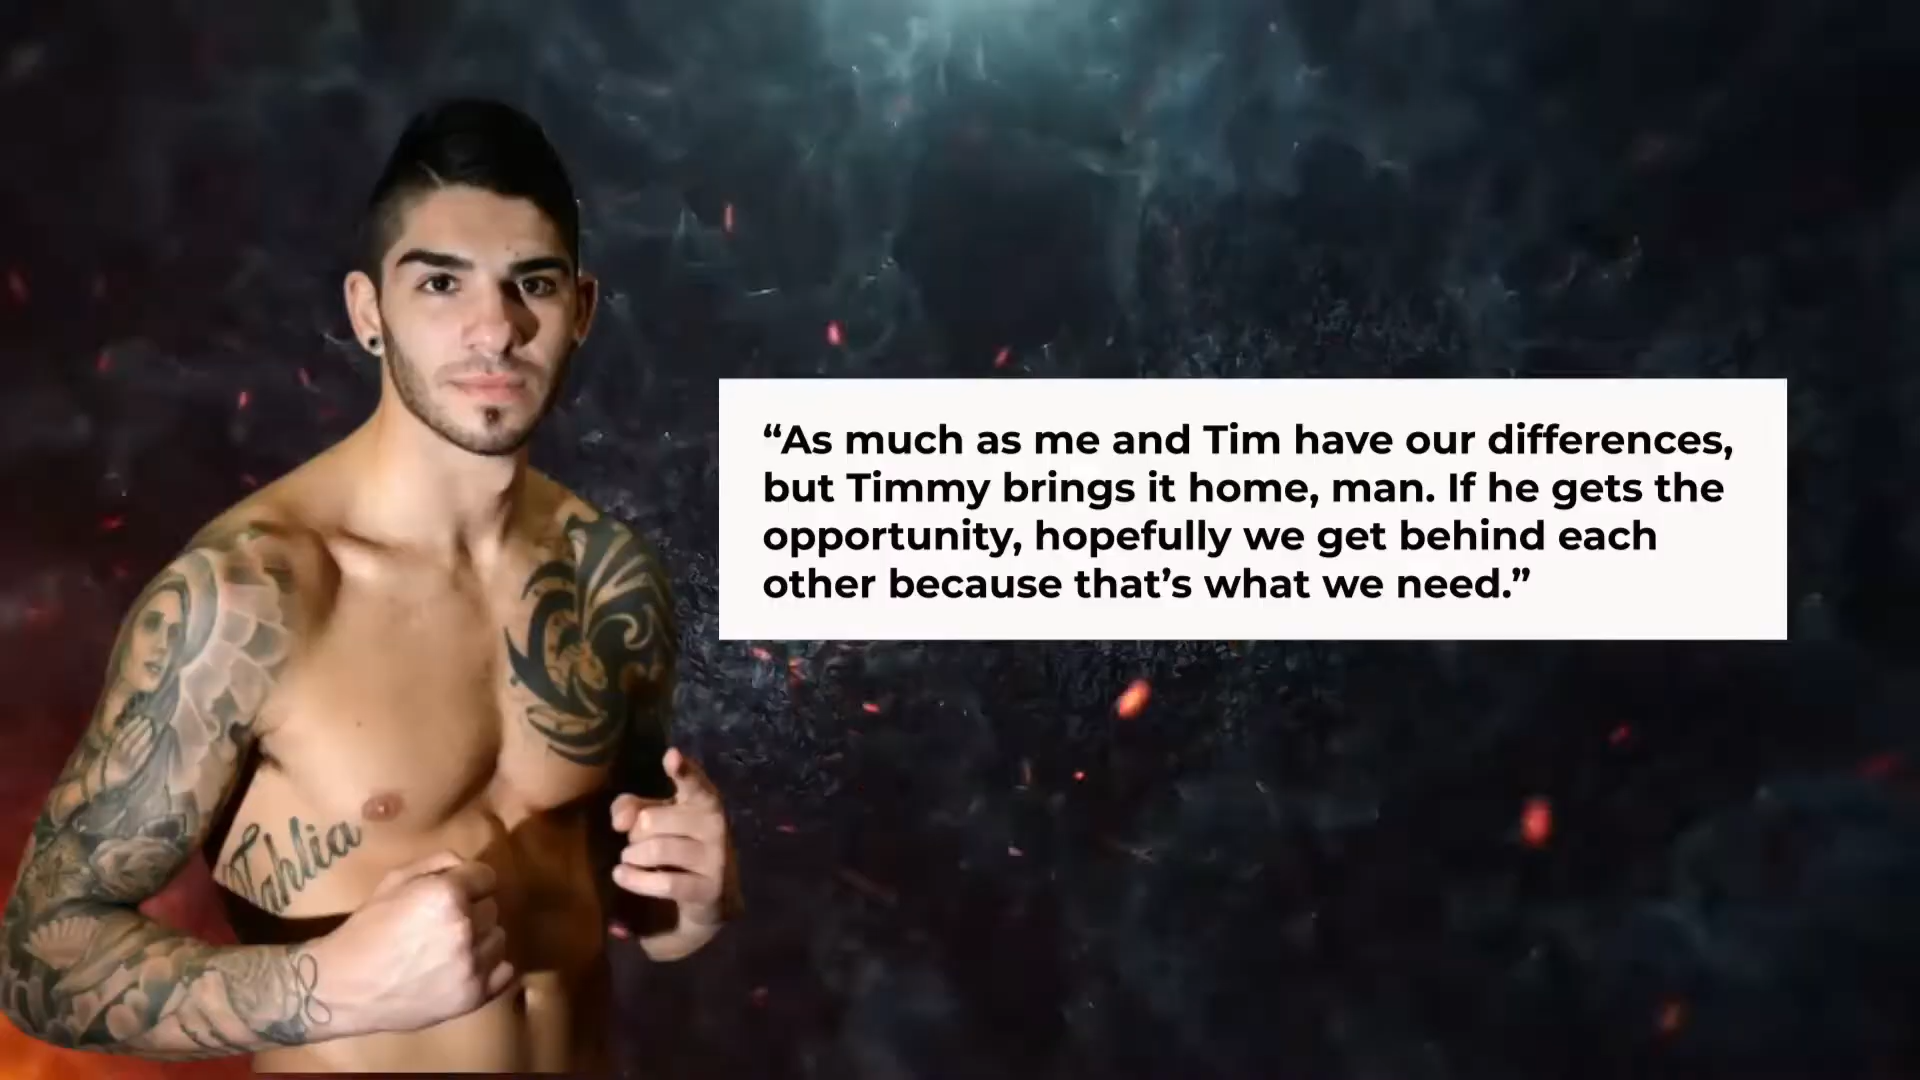 “As much as me and Tim have our differences,
but Timmy brings it home, man. If he gets the
opportunity, hopefully we get behind each
other because that’s what we need.”
Tahlia